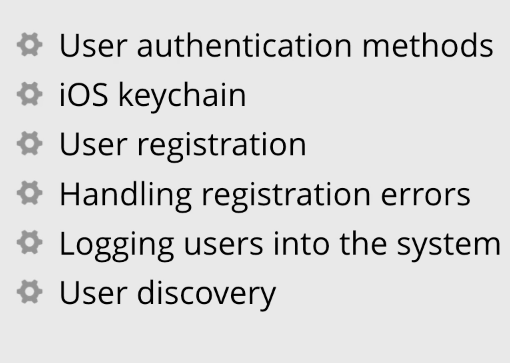 User authentication methods
iOS keychain
User registration
Handling registration errors
Logging users into the system
User discovery